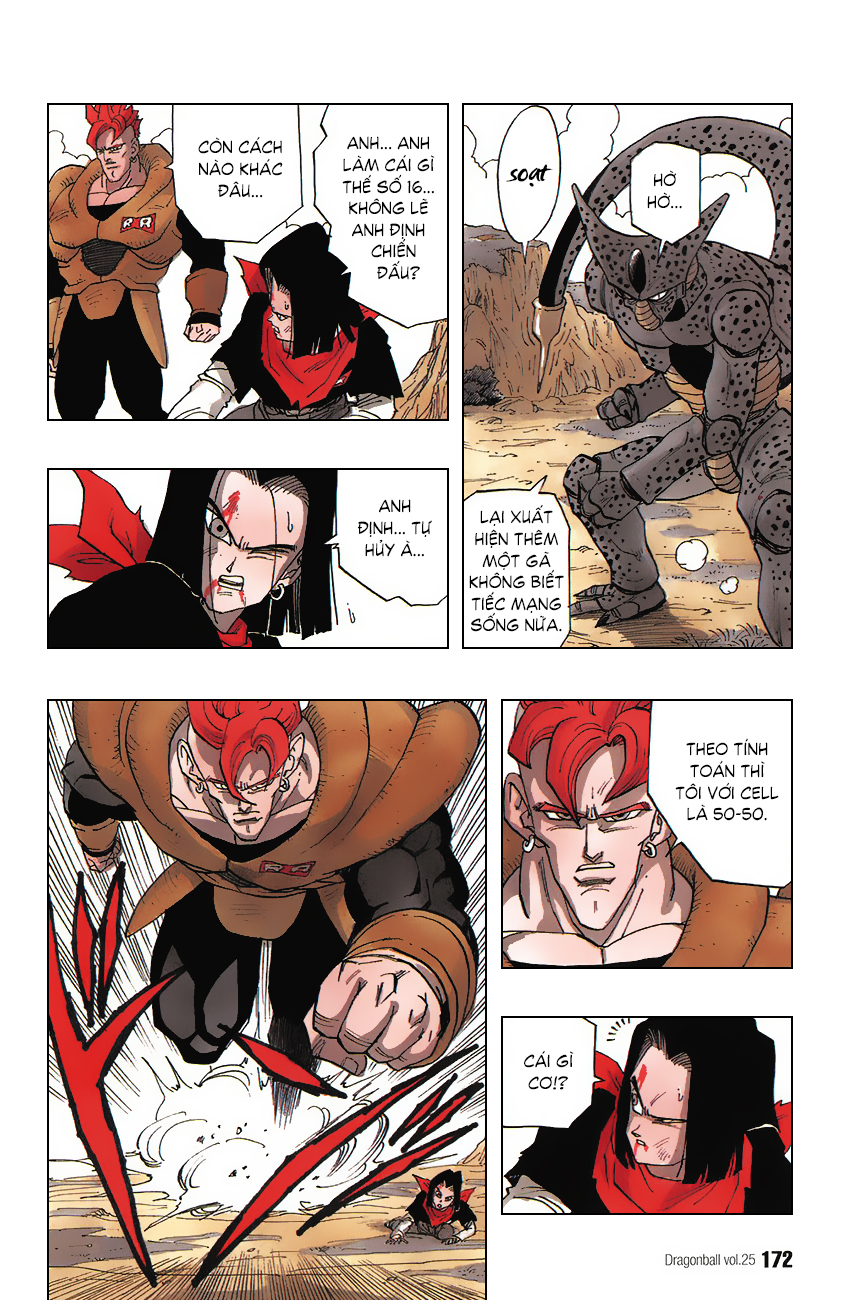 HỜ
HỜ...
soạt
LẠI XUẤT
HIỆN THÊM
MỘT GÃ
KHÔNG BIẾT
TIẾC MẠNG
SỐNG NỮA.
ANH... ANH
LÀM CÁI GÌ
THẾ SỐ 16...
KHÔNG LẼ
ANH ĐỊNH
CHIẾN
ĐẤU?
CÒN CÁCH
NÀO KHÁC
ĐÂU...
RR
ANH
ĐỊNH... TỰ
HỦY À...
THEO TÍNH
TOÁN THÌ
TÔI VỚI CELL
LÀ 50-50.
CÁI GÌ
CƠ!?
RR
Dragonball vol.25 172